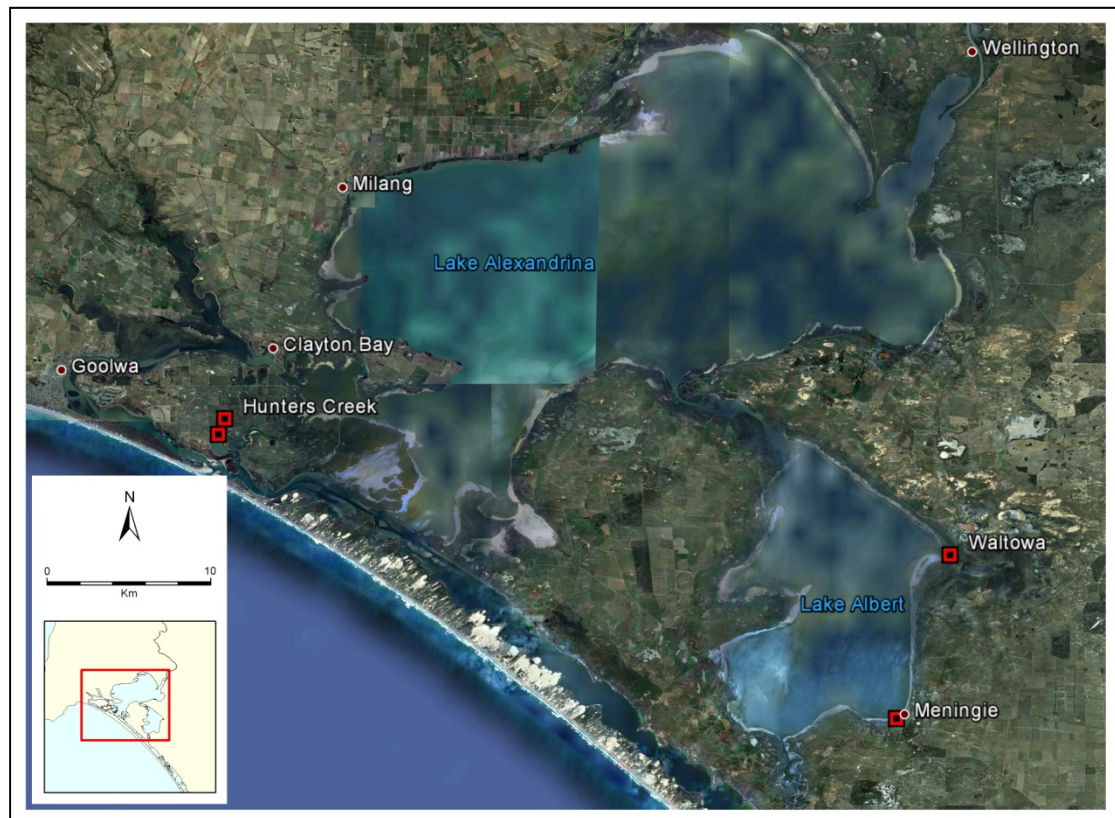 Wellington
Milang
Lake Alexandrina
Clayton Bay
Goolwa
Hunters Creek
N
0
10
Km
Waltowa
Lake Albert
Meningie